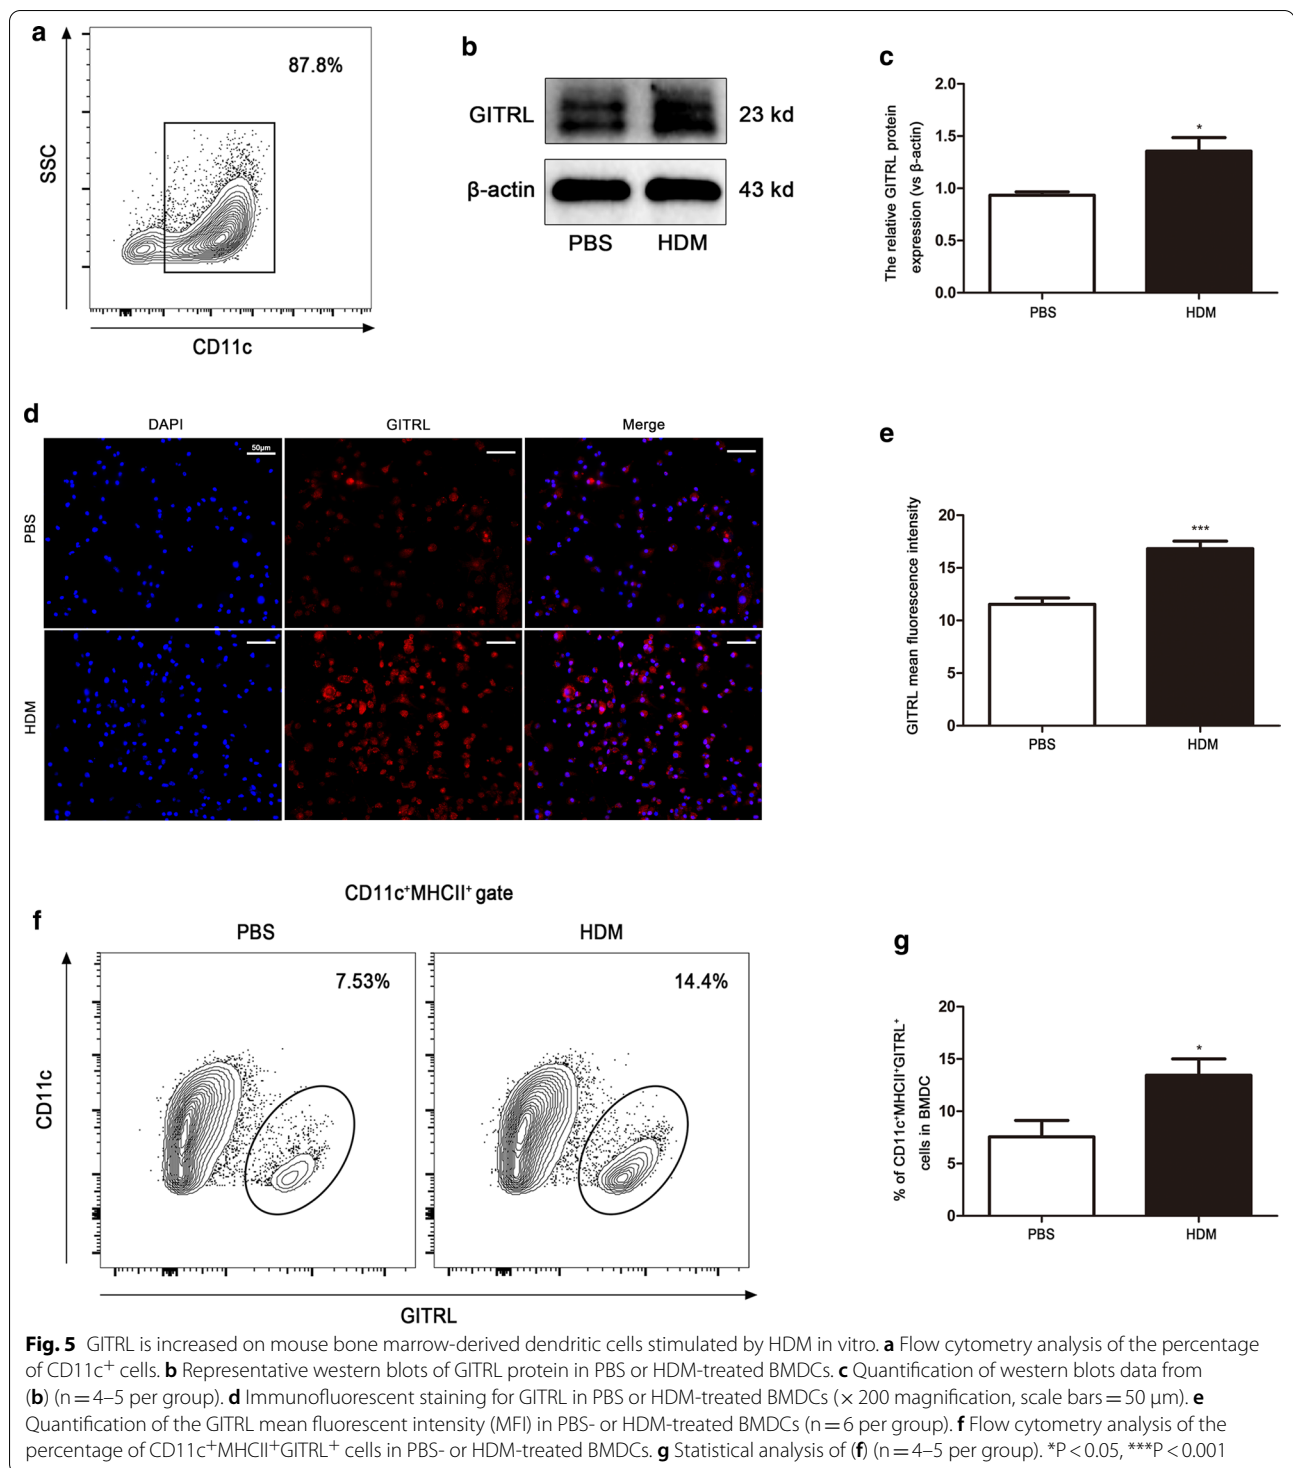 a
87.8%
SSC
CD11c
b
GITRL
23 kd
β-actin
43 kd
PBS HDM
c
The relative GITRL protein
expression (vs β-actin)
2.0
1.5
1.0
0.5
0.0
*
PBS HDM
d
DAPI GITRL Merge
50μm
PBS
HDM
e
GITRL mean fluorescence intensity
20
15
10
5
0
***
PBS HDM
CD11c⁺MHCII⁺ gate
f
PBS HDM
7.53% 14.4%
CD11c
GITRL
g
% of CD11c⁺MHCII⁺GITRL⁺
cells in BMDC
20
15
10
5
0
*
PBS HDM
Fig. 5 GITRL is increased on mouse bone marrow-derived dendritic cells stimulated by HDM in vitro. a Flow cytometry analysis of the percentage
of CD11c⁺ cells. b Representative western blots of GITRL protein in PBS or HDM-treated BMDCs. c Quantification of western blots data from
(b) (n = 4–5 per group). d Immunofluorescent staining for GITRL in PBS or HDM-treated BMDCs (× 200 magnification, scale bars = 50 μm). e
Quantification of the GITRL mean fluorescent intensity (MFI) in PBS- or HDM-treated BMDCs (n = 6 per group). f Flow cytometry analysis of the
percentage of CD11c⁺MHCII⁺GITRL⁺ cells in PBS- or HDM-treated BMDCs. g Statistical analysis of (f) (n = 4–5 per group). *P < 0.05, ***P < 0.001